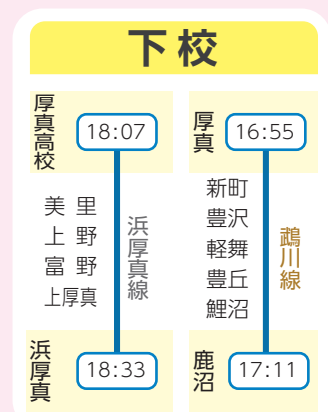 下校
厚真高校
18:07
美里
上野
富野
上厚真
浜厚真線
浜厚真
18:33
厚真
16:55
新町
豊沢
軽舞
豊丘
鯉沼
鵡川線
鹿沼
17:11